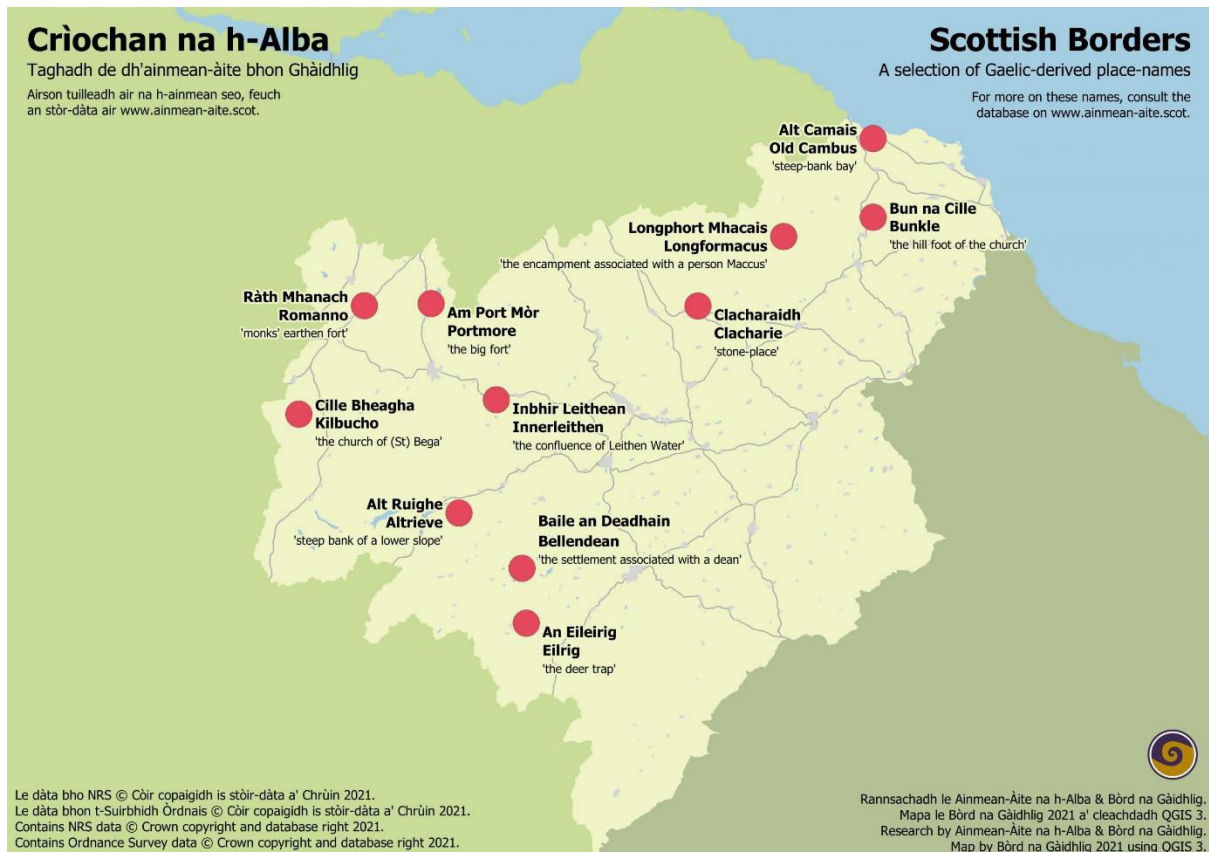 Crìochan na h-Alba
Taghadh de dh'ainmean-àite bhon Ghàidhlig
Airson tuilleadh air na h-ainmean seo, feuch
an stòr-dàta air www.ainmean-aite.scot.
Scottish Borders
A selection of Gaelic-derived place-names
For more on these names, consult the
database on www.ainmean-aite.scot.
Alt Camais
Old Cambus
'steep-bank bay'
Bun na Cille
Bunkle
'the hill foot of the church'
Longphort Mhacais
Longformacus
'the encampment associated with a person Maccus'
Ràth Mhanach
Romanno
'monks' earthen fort'
Am Port Mòr
Portmore
'the big fort'
Clacharaidh
Clacharie
'stone-place'
Cille Bheagha
Kilbucho
'the church of (St) Bega'
Inbhir Leithean
Innerleithen
'the confluence of Leithen Water'
Alt Ruighe
Altrieve
'steep bank of a lower slope'
Baile an Deadhain
Bellendean
'the settlement associated with a dean'
An Eileirig
Eilrig
'the deer trap'
Le dàta bho NRS © Còir copaigidh is stòir-dàta a' Chrùin 2021.
Le dàta bhon t-Suirbhidh Òrdnais © Còir copaigidh is stòir-dàta a' Chrùin 2021.
Contains NRS data © Crown copyright and database right 2021.
Contains Ordnance Survey data © Crown copyright and database right 2021.
Rannsachadh le Ainmean-Àite na h-Alba & Bòrd na Gàidhlig.
Mapa le Bòrd na Gàidhlig 2021 a' cleachdadh QGIS 3.
Research by Ainmean-Àite na h-Alba & Bòrd na Gàidhlig.
Map by Bòrd na Gàidhlig 2021 using QGIS 3.